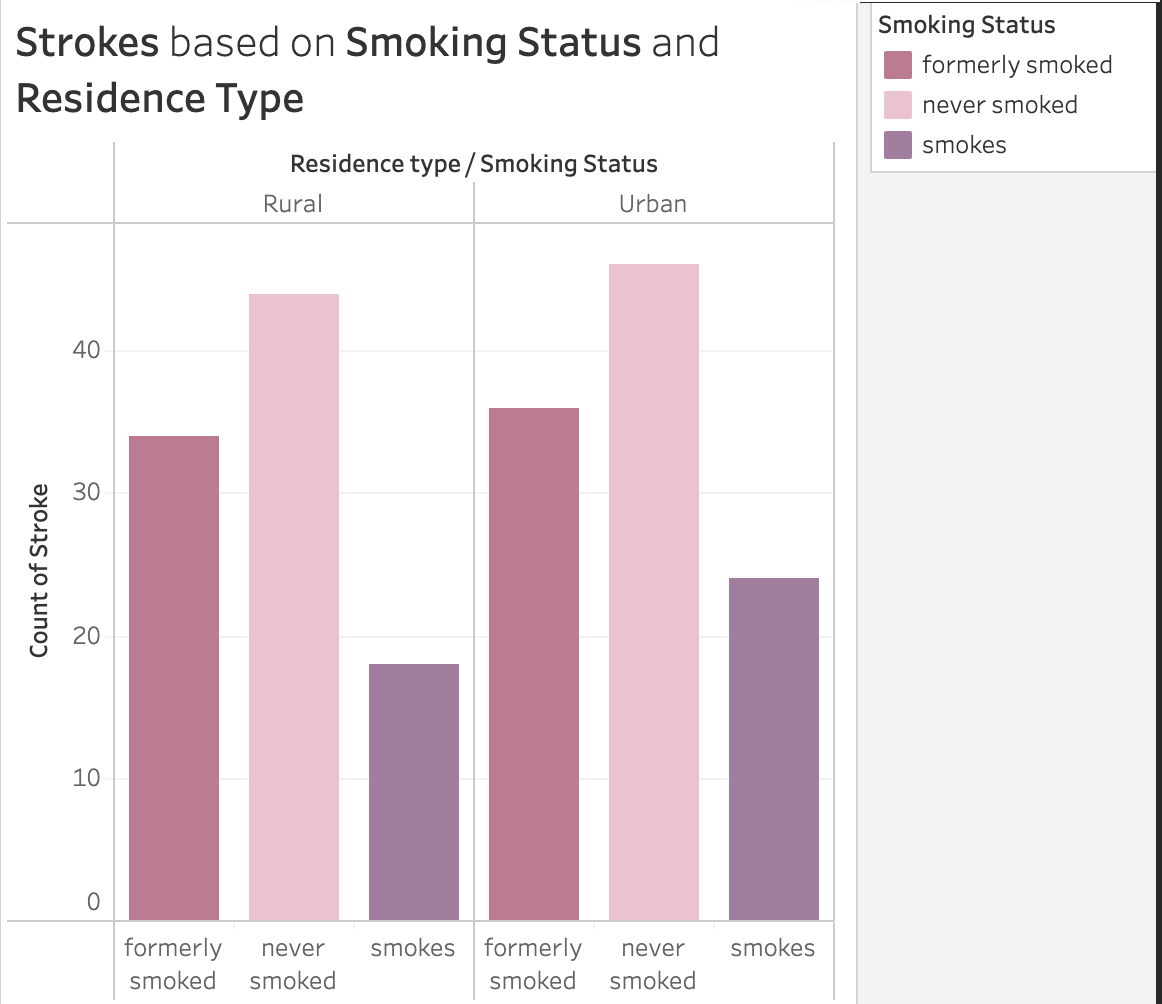 Strokes based on Smoking Status and
Residence Type
Smoking Status
formerly smoked
never smoked
smokes
Residence type / Smoking Status
Rural
Urban
Count of Stroke
40
30
20
10
0
formerly
smoked
never
smoked
smokes
formerly
smoked
never
smoked
smokes